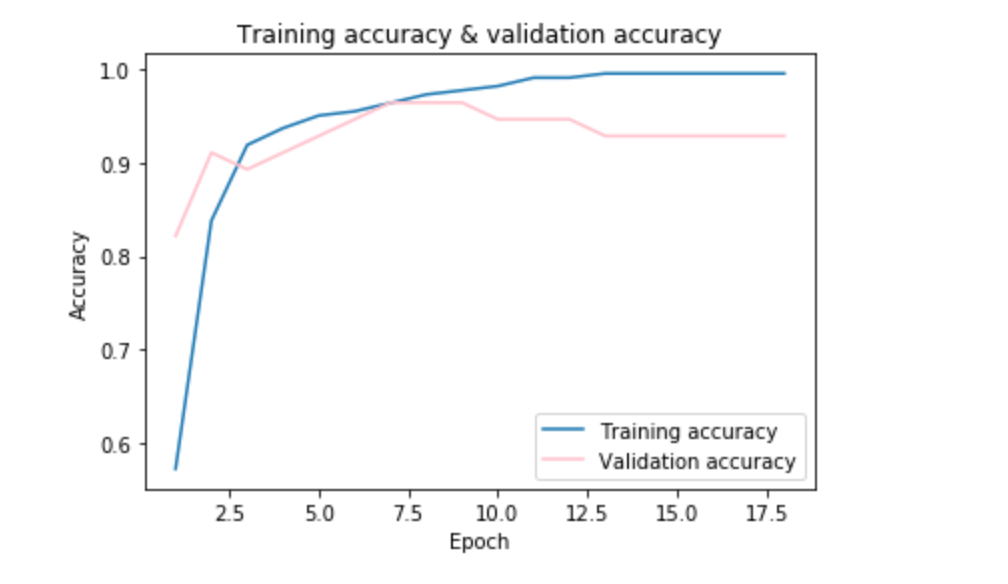 Training accuracy & validation accuracy
1.0
0.9
0.8
0.7
0.6
Accuracy
Training accuracy
Validation accuracy
2.5 5.0 7.5 10.0 12.5 15.0 17.5
Epoch